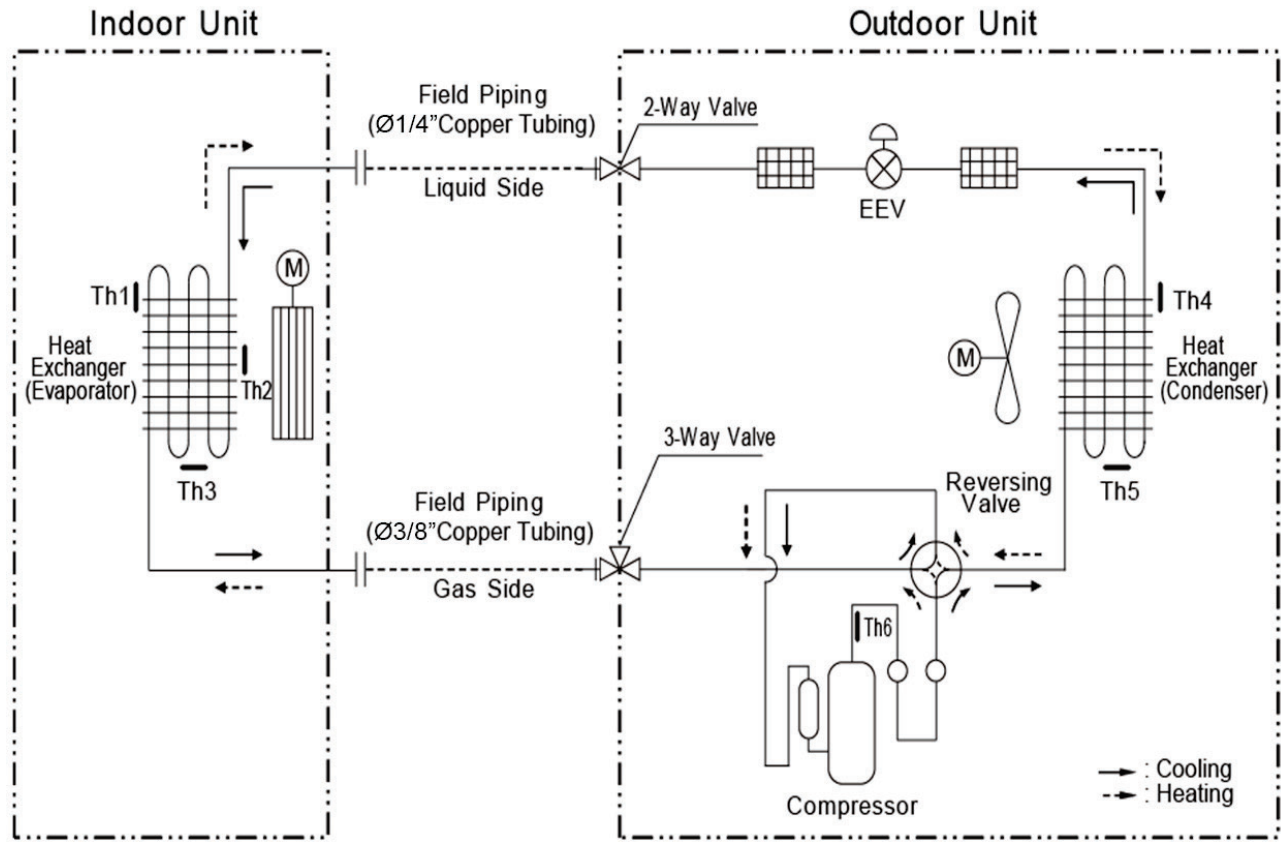 Indoor Unit
Outdoor Unit
Field Piping
(Ø1/4”Copper Tubing)
2-Way Valve
Liquid Side
EEV
M
Th1
Th2
Heat
Exchanger
(Evaporator)
Th3
M
Th4
Heat
Exchanger
(Condenser)
Th5
3-Way Valve
Field Piping
(Ø3/8”Copper Tubing)
Gas Side
Reversing
Valve
Th6
Compressor
: Cooling
: Heating